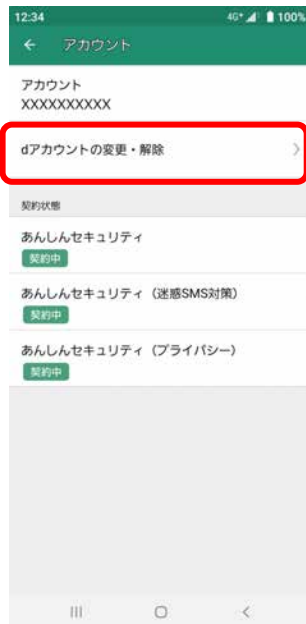 12:34 4G+ 100%
アカウント
アカウント
XXXXXXXXXX
dアカウントの変更・解除
契約状態
あんしんセキュリティ
契約中
あんしんセキュリティ（迷惑SMS対策）
契約中
あんしんセキュリティ（プライバシー）
契約中